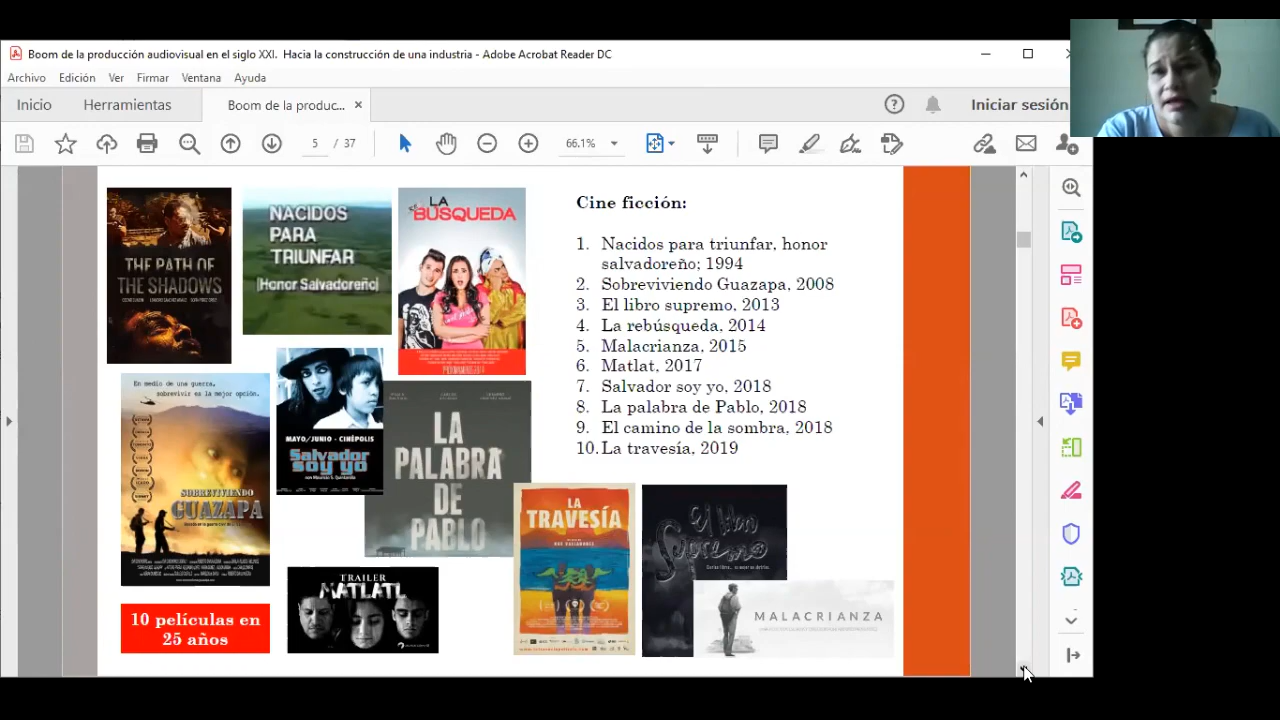 Boom de la producción audiovisual en el siglo XXI. Hacia la construcción de una industria - Adobe Acrobat Reader DC
Archivo Edición Ver Firmar Ventana Ayuda
Inicio Herramientas Boom de la produc... Iniciar sesión
5 / 37 66.1%
THE PATH OF
THE SHADOWS
NACIDOS
PARA
TRIUNFAR
[Honor Salvadoreño]
LA
BÚSQUEDA
Cine ficción:
1. Nacidos para triunfar, honor
salvadoreño; 1994
2. Sobreviviendo Guazapa, 2008
3. El libro supremo, 2013
4. La rebúsqueda, 2014
5. Malacrianza, 2015
6. Matlat, 2017
7. Salvador soy yo, 2018
8. La palabra de Pablo, 2018
9. El camino de la sombra, 2018
10. La travesía, 2019
En medio de una guerra,
sobrevivir es la mejor opción.
SOBREVIVIENDO
GUAZAPA
MAYO/JUNIO - CINÉPOLIS
Salvador
soy yo
LA
PALABRA
DE
PABLO
LA
TRAVESÍA
El libro
Supremo
MALACRIANZA
TRAILER
MATLATL
10 películas en
25 años